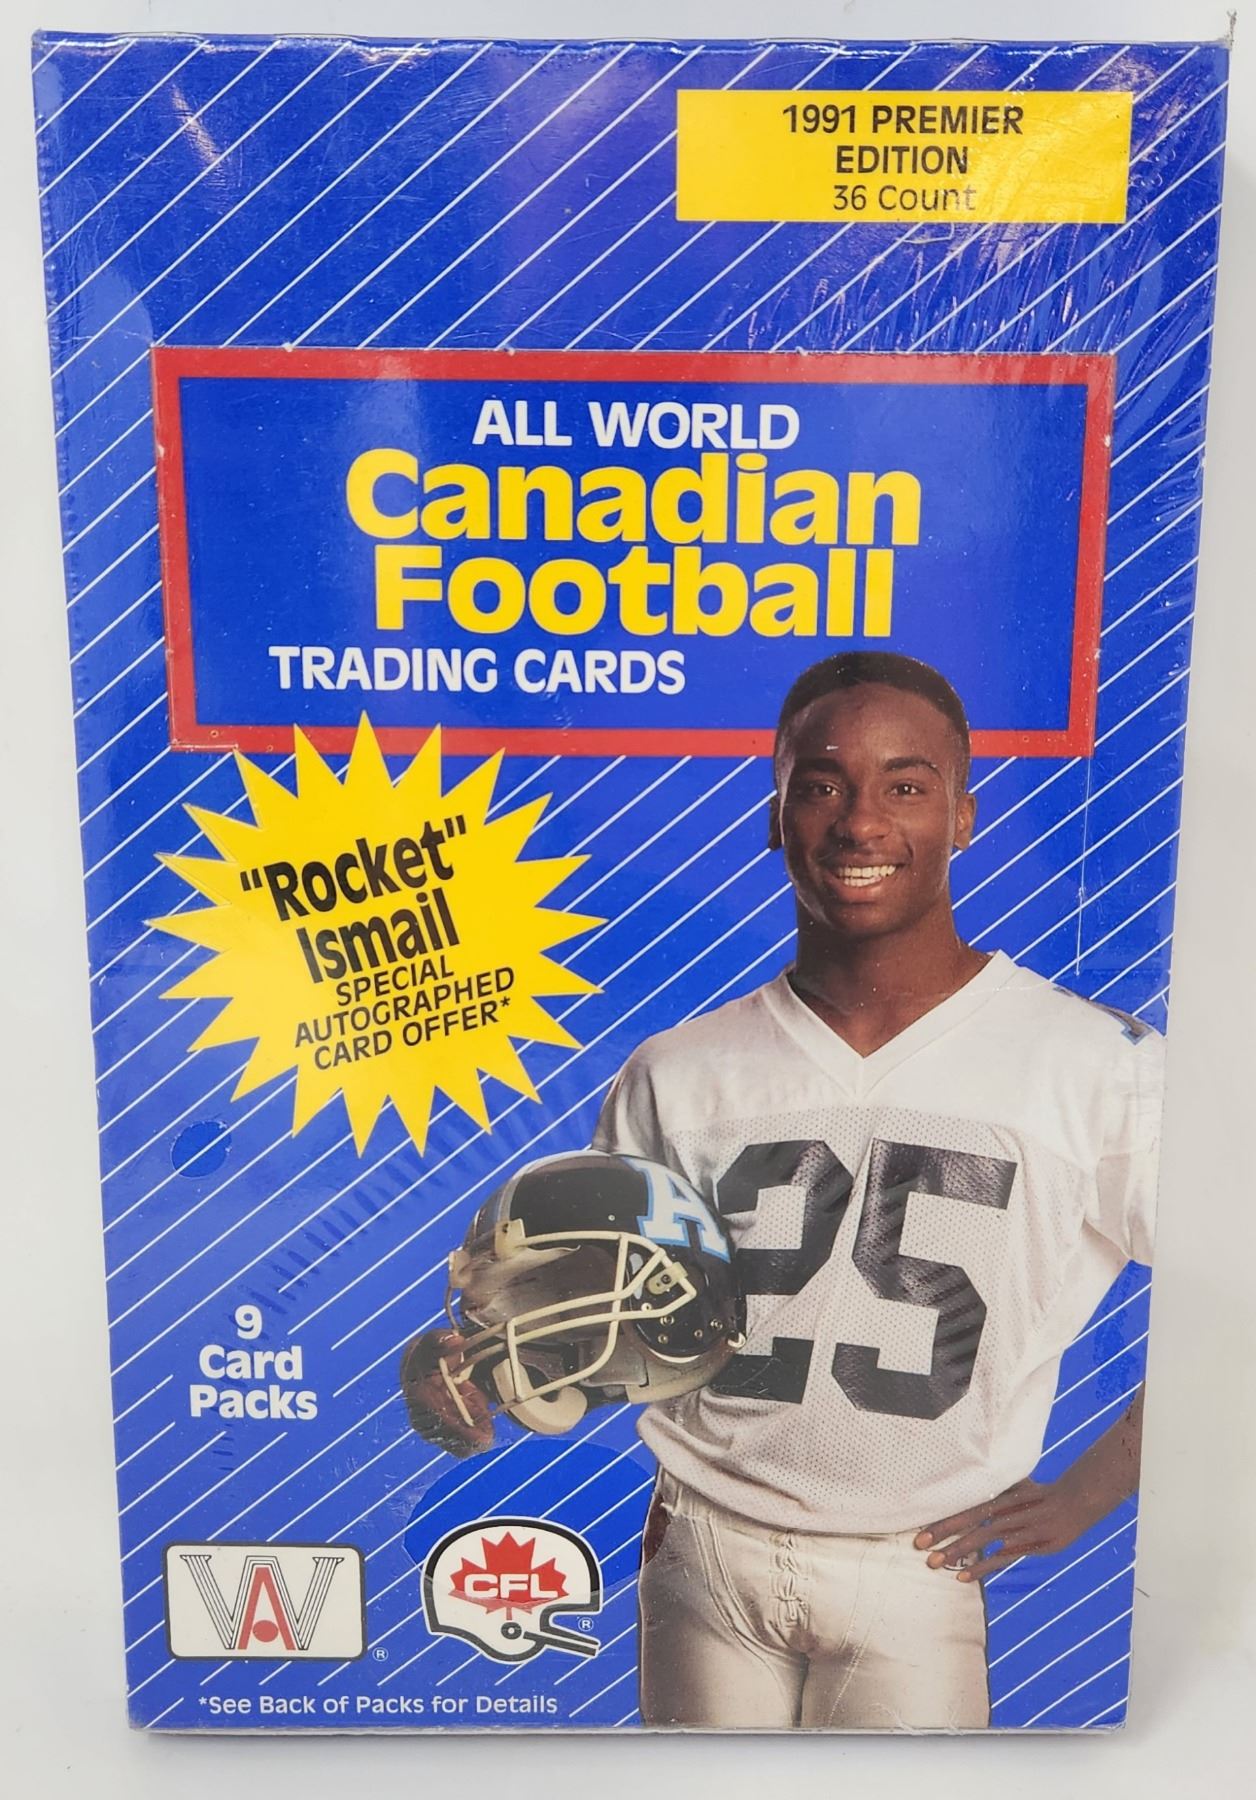 1991 PREMIER
EDITION
36 Count
ALL WORLD
Canadian
Football
TRADING CARDS
"Rocket"
Ismail
SPECIAL
AUTOGRAPHED
CARD OFFER*
25
A
9
Card
Packs
AW
®
CFL
®
*See Back of Packs for Details